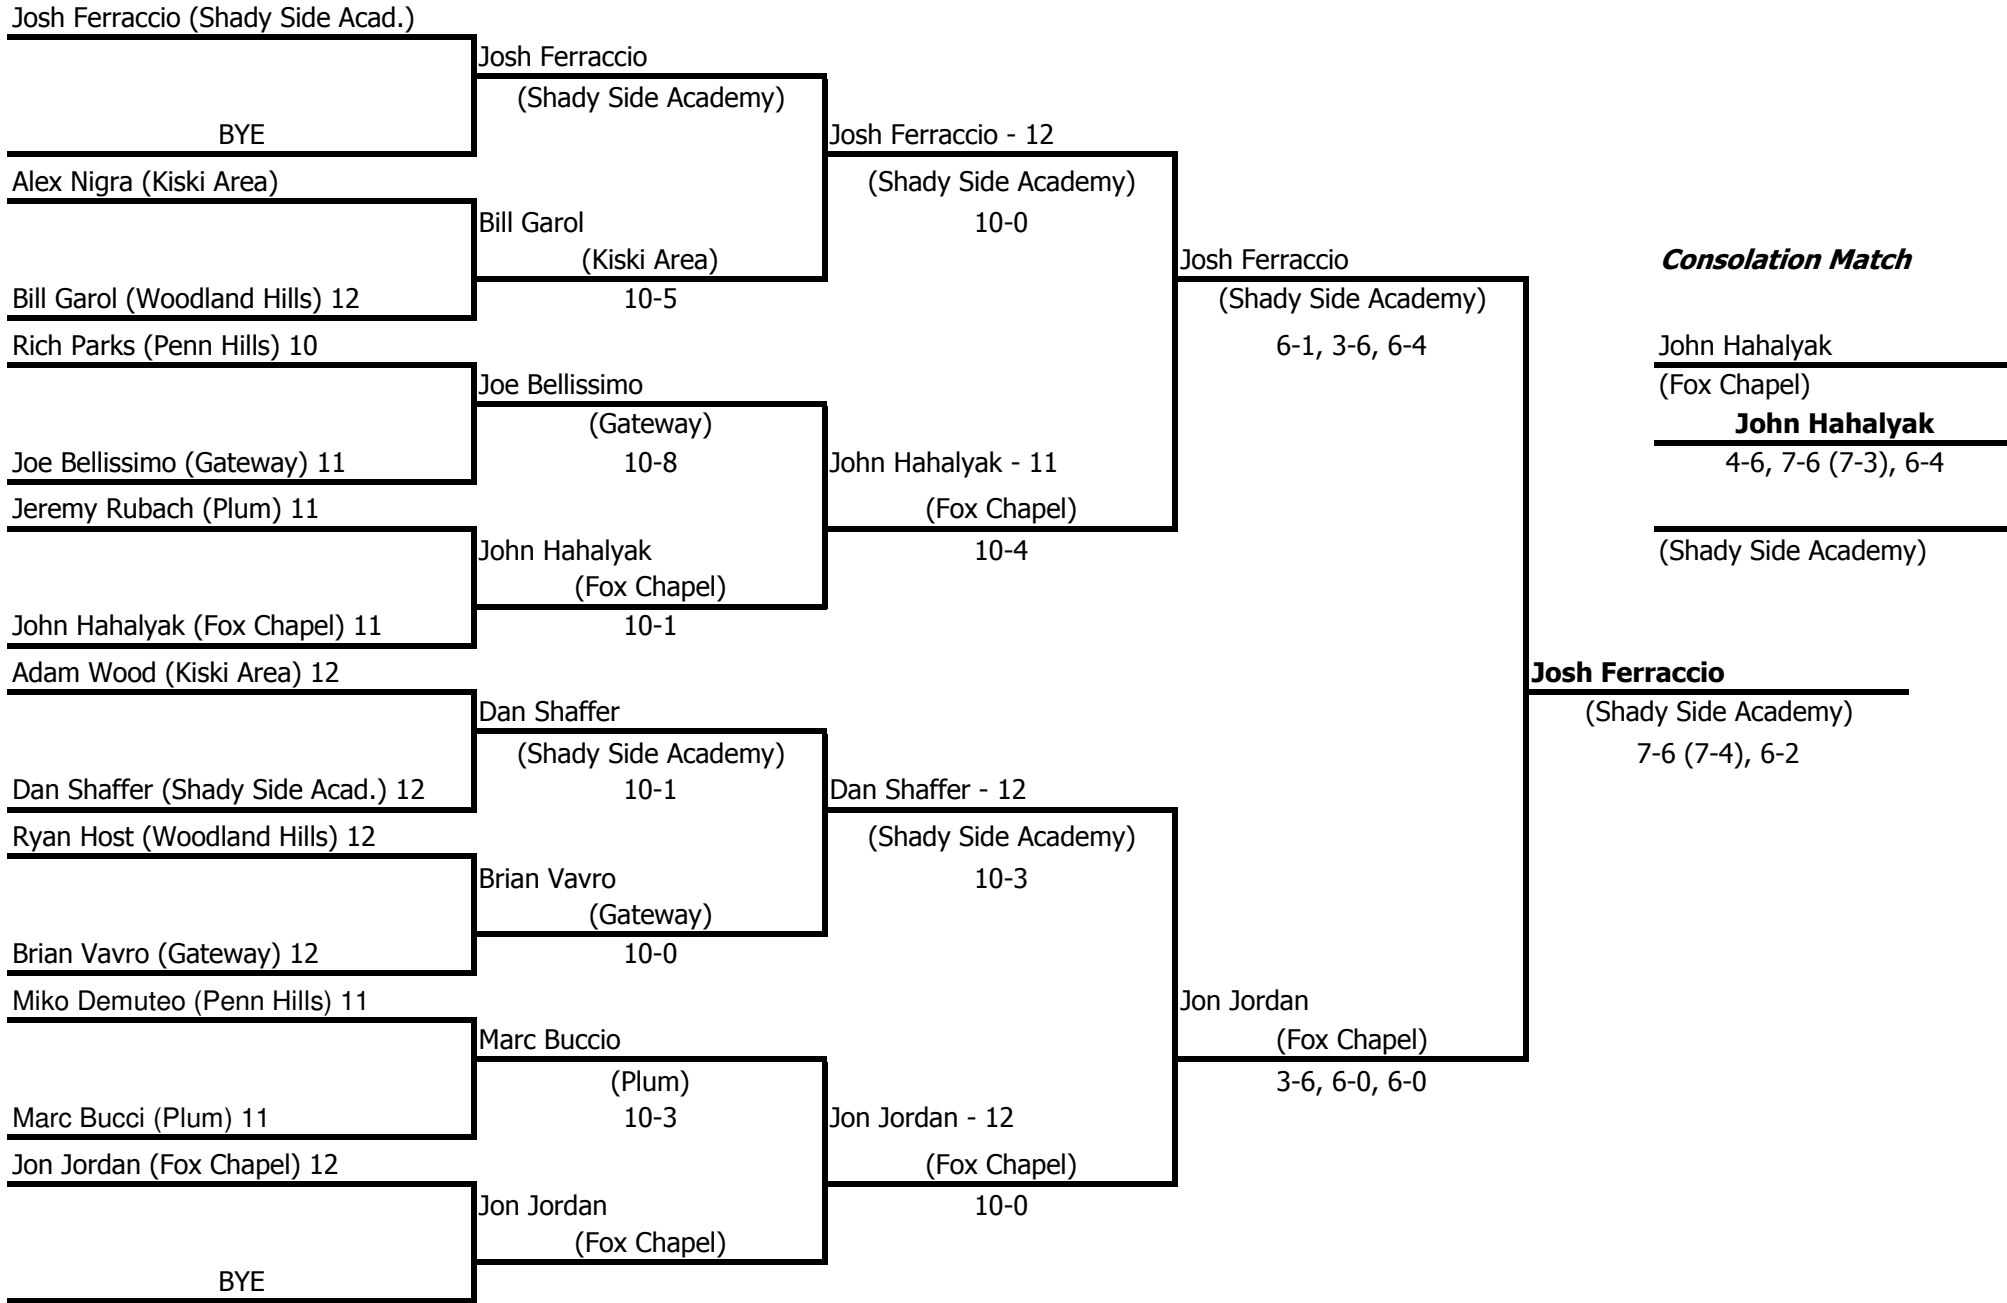 Josh Ferraccio (Shady Side Acad.)
Josh Ferraccio
(Shady Side Academy)
BYE
Josh Ferraccio - 12
Alex Nigra (Kiski Area)
(Shady Side Academy)
Bill Garol
10-0
(Kiski Area)
Josh Ferraccio
Consolation Match
Bill Garol (Woodland Hills) 12
10-5
(Shady Side Academy)
Rich Parks (Penn Hills) 10
6-1, 3-6, 6-4
John Hahalyak
Joe Bellissimo
(Fox Chapel)
(Gateway)
John Hahalyak
Joe Bellissimo (Gateway) 11
10-8
John Hahalyak - 11
4-6, 7-6 (7-3), 6-4
Jeremy Rubach (Plum) 11
(Fox Chapel)
John Hahalyak
10-4
(Shady Side Academy)
(Fox Chapel)
John Hahalyak (Fox Chapel) 11
10-1
Adam Wood (Kiski Area) 12
Josh Ferraccio
Dan Shaffer
(Shady Side Academy)
(Shady Side Academy)
7-6 (7-4), 6-2
Dan Shaffer (Shady Side Acad.) 12
10-1
Dan Shaffer - 12
Ryan Host (Woodland Hills) 12
(Shady Side Academy)
Brian Vavro
10-3
(Gateway)
Brian Vavro (Gateway) 12
10-0
Miko Demuteo (Penn Hills) 11
Jon Jordan
Marc Buccio
(Fox Chapel)
(Plum)
3-6, 6-0, 6-0
Marc Bucci (Plum) 11
10-3
Jon Jordan - 12
Jon Jordan (Fox Chapel) 12
(Fox Chapel)
Jon Jordan
10-0
(Fox Chapel)
BYE